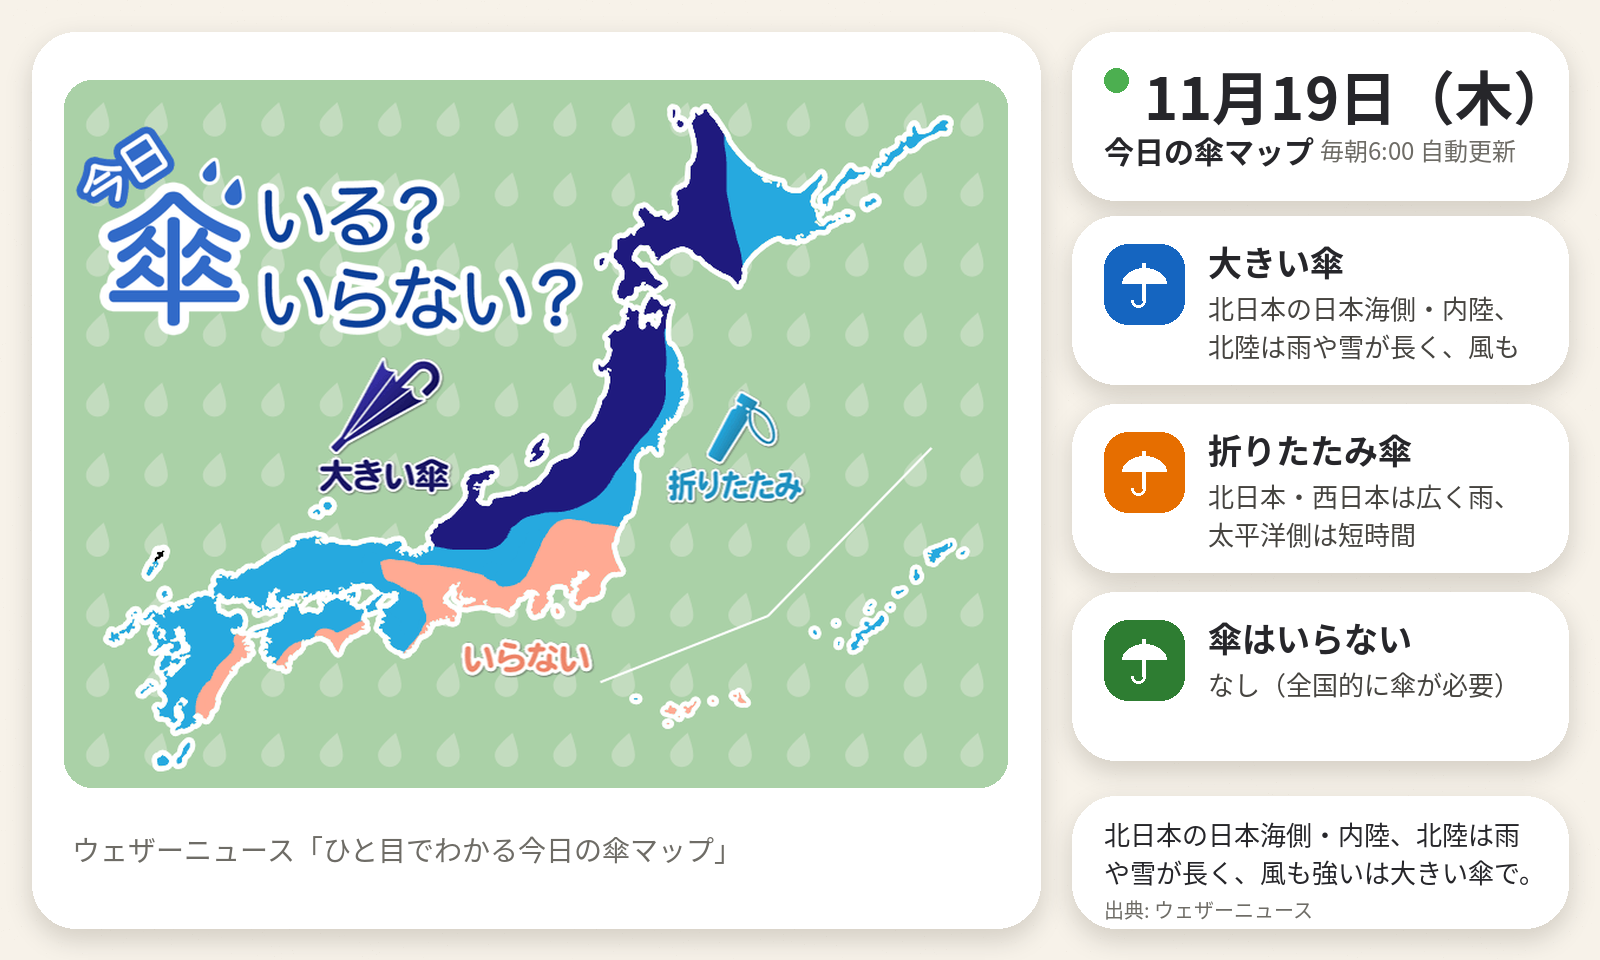 今日
傘
いる？
いらない？
大きい傘
折りたたみ
いらない
ウェザーニュース「ひと目でわかる今日の傘マップ」
11月19日（木）
今日の傘マップ 毎朝6:00 自動更新
大きい傘
北日本の日本海側・内陸、
北陸は雨や雪が長く、風も
折りたたみ傘
北日本・西日本は広く雨、
太平洋側は短時間
傘はいらない
なし（全国的に傘が必要）
北日本の日本海側・内陸、北陸は雨
や雪が長く、風も強いは大きい傘で。
出典: ウェザーニュース